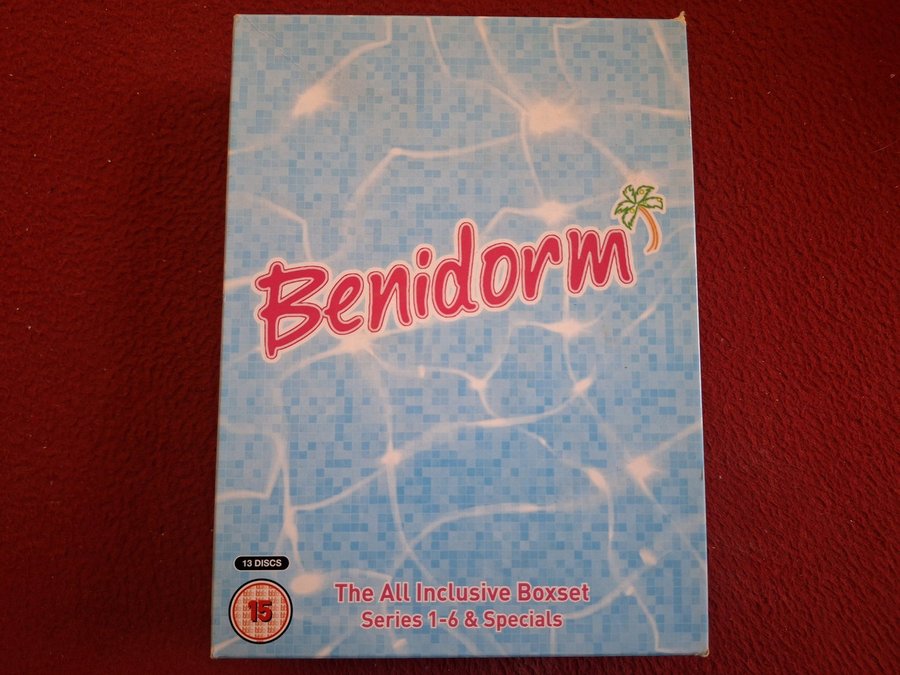 Benidorm
13 DISCS
15
The All Inclusive Boxset
Series 1-6 & Specials